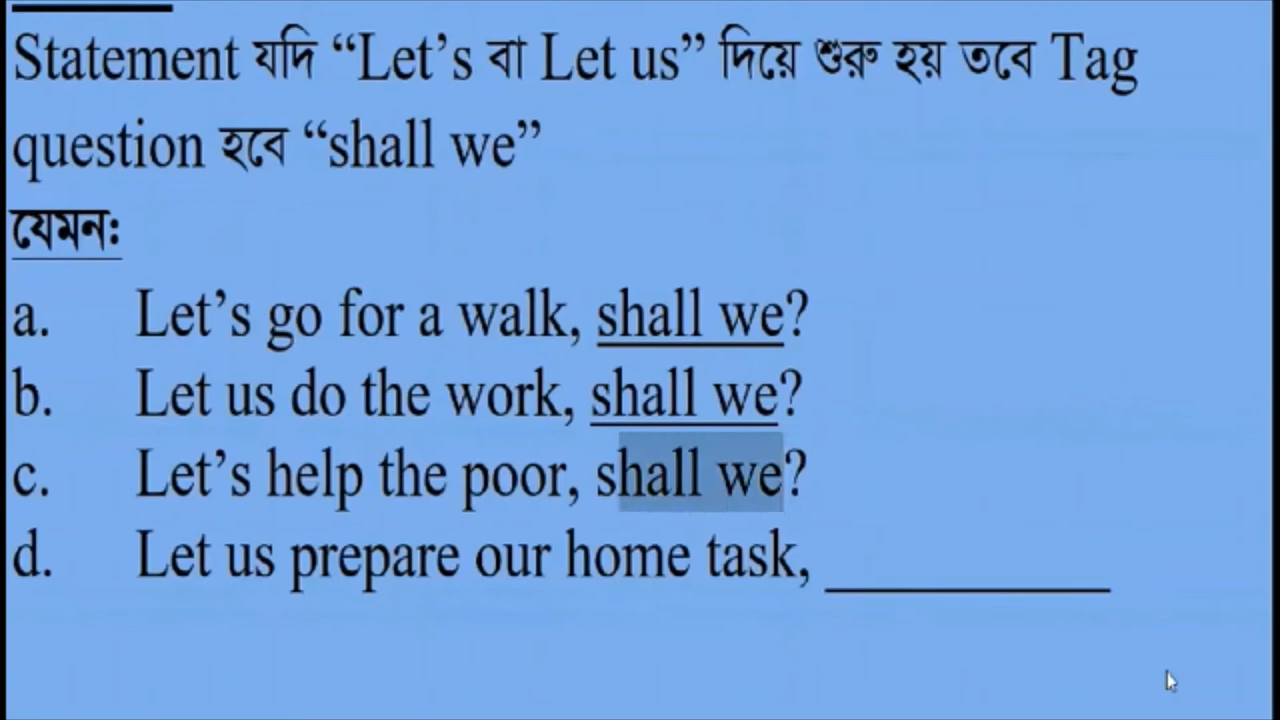 Statement যদি “Let’s বা Let us” দিয়ে শুরু হয় তবে Tag
question হবে “shall we”
যেমনঃ
a. Let’s go for a walk, shall we?
b. Let us do the work, shall we?
c. Let’s help the poor, shall we?
d. Let us prepare our home task, __________